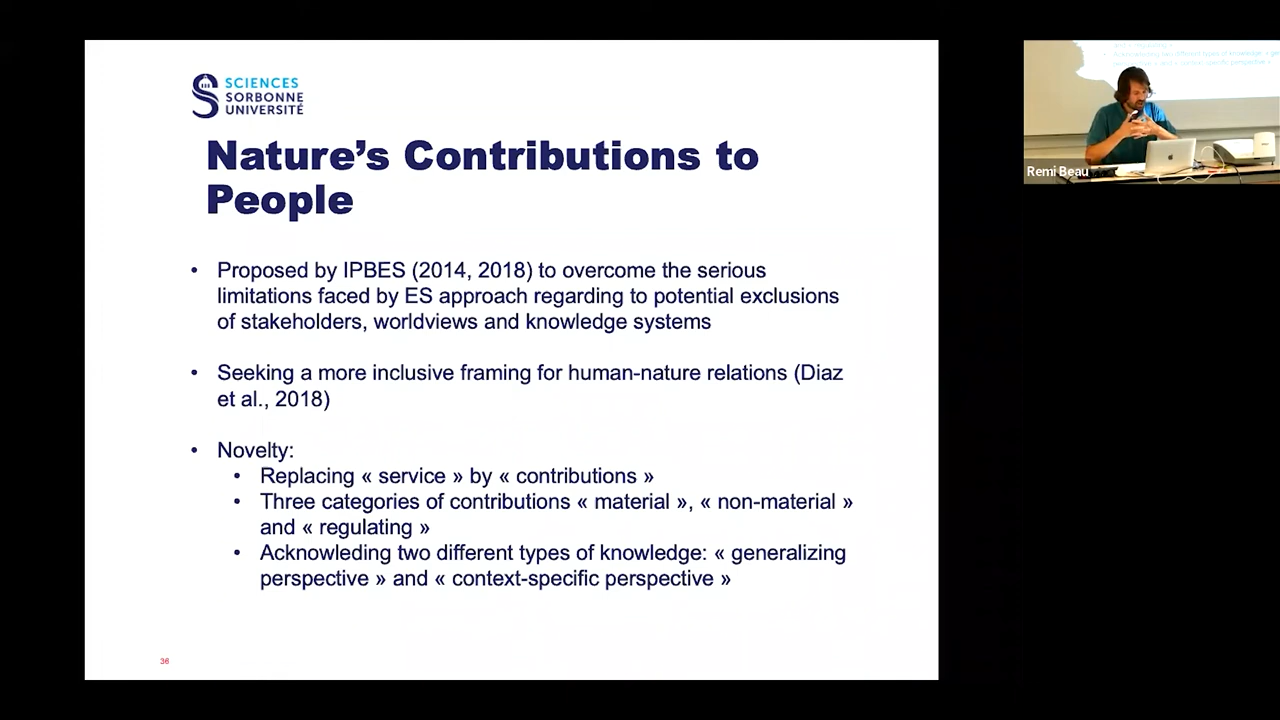 SCIENCES
SORBONNE
UNIVERSITÉ
Nature's Contributions to
People
• Proposed by IPBES (2014, 2018) to overcome the serious
limitations faced by ES approach regarding to potential exclusions
of stakeholders, worldviews and knowledge systems
• Seeking a more inclusive framing for human-nature relations (Diaz
et al., 2018)
• Novelty:
• Replacing « service » by « contributions »
• Three categories of contributions « material », « non-material »
and « regulating »
• Acknowleding two different types of knowledge: « generalizing
perspective » and « context-specific perspective »
36
Remi Beau